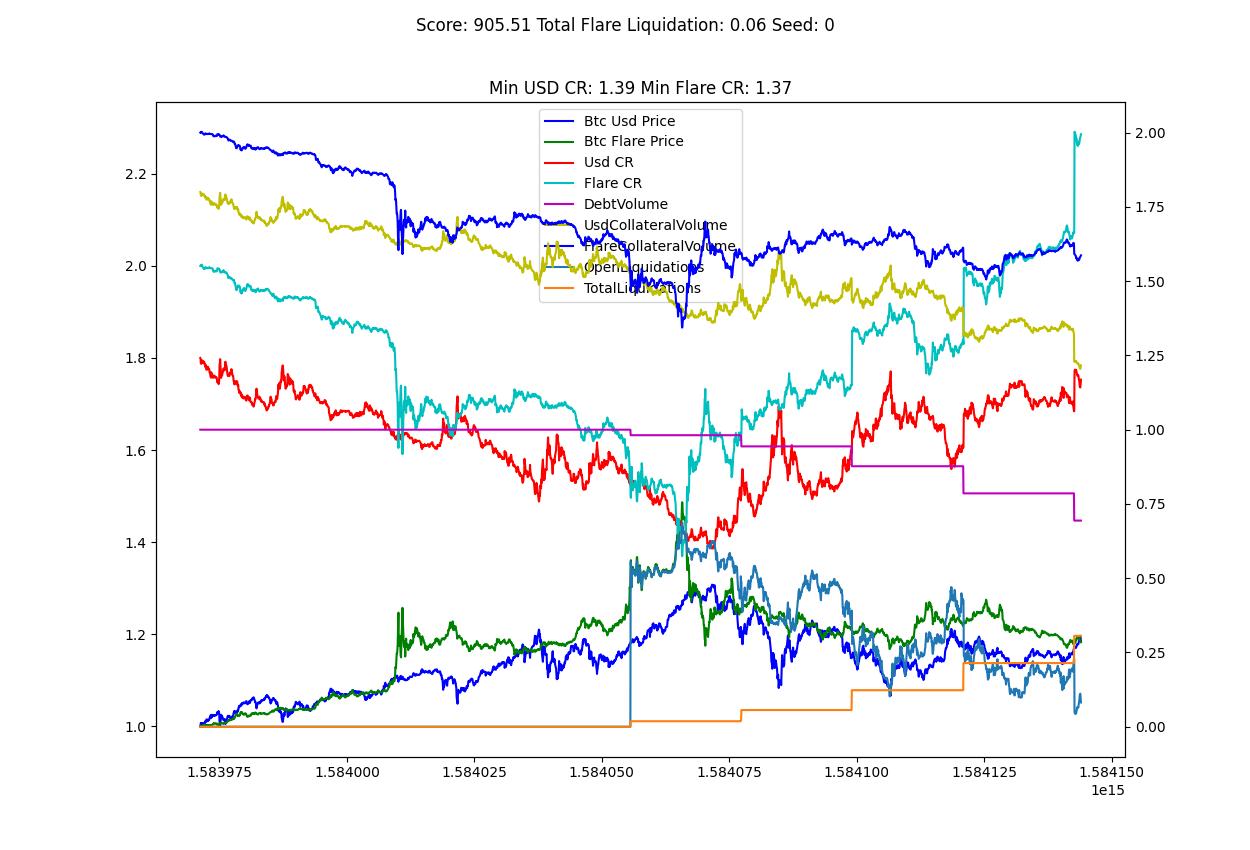 Score: 905.51 Total Flare Liquidation: 0.06 Seed: 0
Min USD CR: 1.39 Min Flare CR: 1.37
Btc Usd Price
Btc Flare Price
Usd CR
Flare CR
DebtVolume
UsdCollateralVolume
FlareCollateralVolume
OpenLiquidations
TotalLiquidations
2.2
2.0
1.8
1.6
1.4
1.2
1.0
2.00
1.75
1.50
1.25
1.00
0.75
0.50
0.25
0.00
1.583975
1.584000
1.584025
1.584050
1.584075
1.584100
1.584125
1.584150
1e15